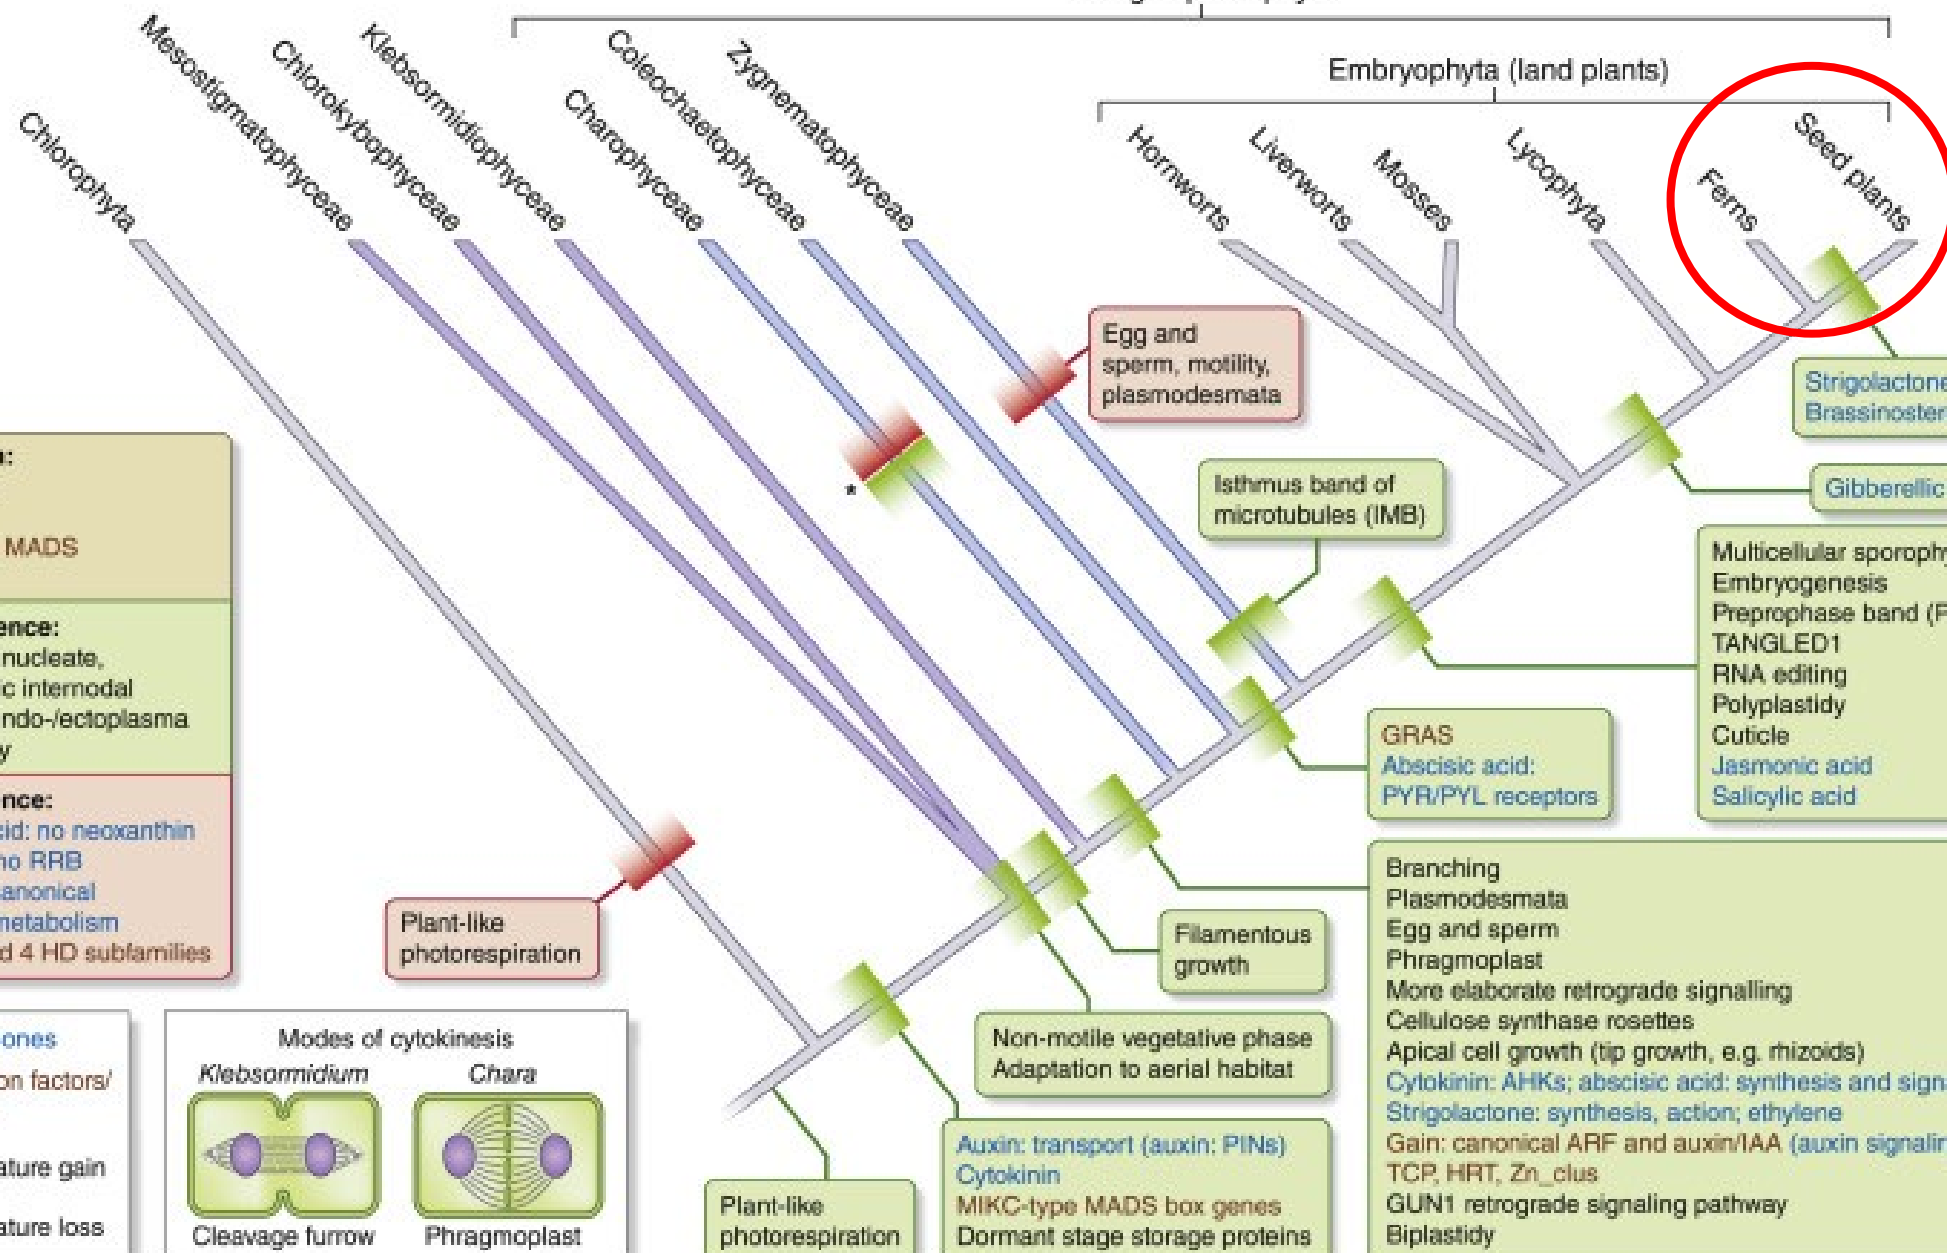 Embryophyta (land plants)
Chlorophyta
Mesostigmatophyceae
Chlorokybophyceae
Klebsormidiophyceae
Charophyceae
Coleochaetophyceae
Zygnematophyceae
Hornworts
Liverworts
Mosses
Lycophyta
Ferns
Seed plants
Egg and
sperm, motility,
plasmodesmata
Strigolactone
Brassinoster
Gibberellic
Isthmus band of
microtubules (IMB)
*
MADS
ence:
nucleate,
ic internodal
ndo-/ectoplasma
y
nce:
cid: no neoxanthin
no RRB
canonical
metabolism
d 4 HD subfamilies
Multicellular sporophy
Embryogenesis
Preprophase band (P
TANGLED1
RNA editing
Polyplastidy
Cuticle
Jasmonic acid
Salicylic acid
GRAS
Abscisic acid:
PYR/PYL receptors
Plant-like
photorespiration
Filamentous
growth
Branching
Plasmodesmata
Egg and sperm
Phragmoplast
More elaborate retrograde signalling
Cellulose synthase rosettes
Apical cell growth (tip growth, e.g. rhizoids)
Cytokinin: AHKs; abscisic acid: synthesis and sign
Strigolactone: synthesis, action; ethylene
Gain: canonical ARF and auxin/IAA (auxin signalin
TCP, HRT, Zn_clus
GUN1 retrograde signaling pathway
Biplastidy
Non-motile vegetative phase
Adaptation to aerial habitat
ones
on factors/
ature gain
ature loss
Modes of cytokinesis
Klebsormidium Chara
Cleavage furrow Phragmoplast
Plant-like
photorespiration
Auxin: transport (auxin: PINs)
Cytokinin
MIKC-type MADS box genes
Dormant stage storage proteins